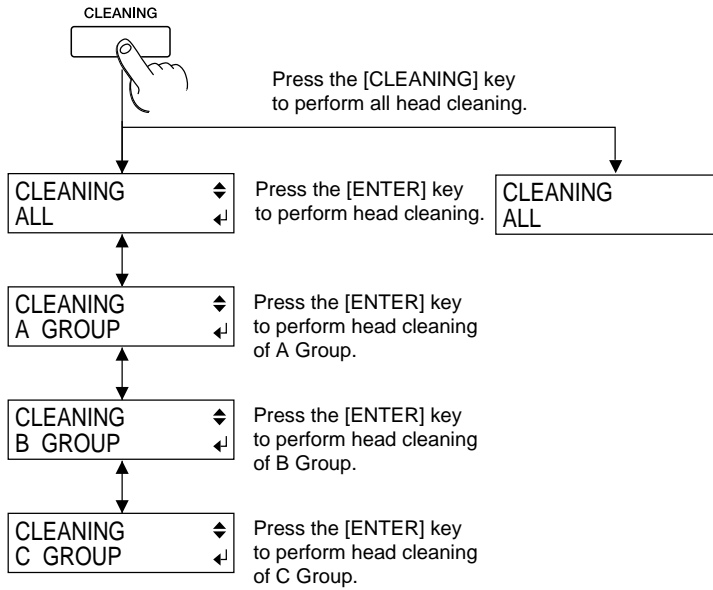 CLEANING
Press the [CLEANING] key
to perform all head cleaning.
CLEANING
ALL
Press the [ENTER] key
to perform head cleaning.
CLEANING
ALL
CLEANING
A GROUP
Press the [ENTER] key
to perform head cleaning
of A Group.
CLEANING
B GROUP
Press the [ENTER] key
to perform head cleaning
of B Group.
CLEANING
C GROUP
Press the [ENTER] key
to perform head cleaning
of C Group.